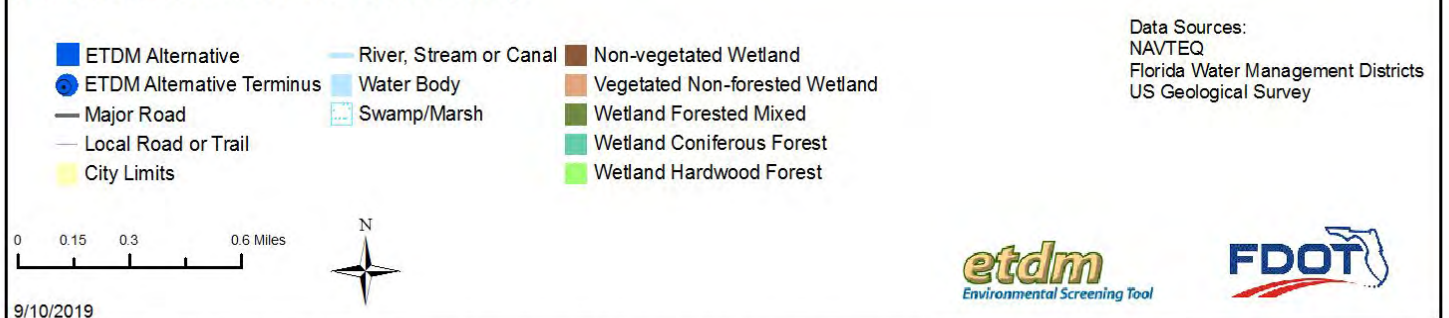 ETDM Alternative
ETDM Alternative Terminus
Major Road
Local Road or Trail
City Limits
River, Stream or Canal
Water Body
Swamp/Marsh
Non-vegetated Wetland
Vegetated Non-forested Wetland
Wetland Forested Mixed
Wetland Coniferous Forest
Wetland Hardwood Forest
Data Sources:
NAVTEQ
Florida Water Management Districts
US Geological Survey
0 0.15 0.3 0.6 Miles
N
etdm
Environmental Screening Tool
FDOT
9/10/2019